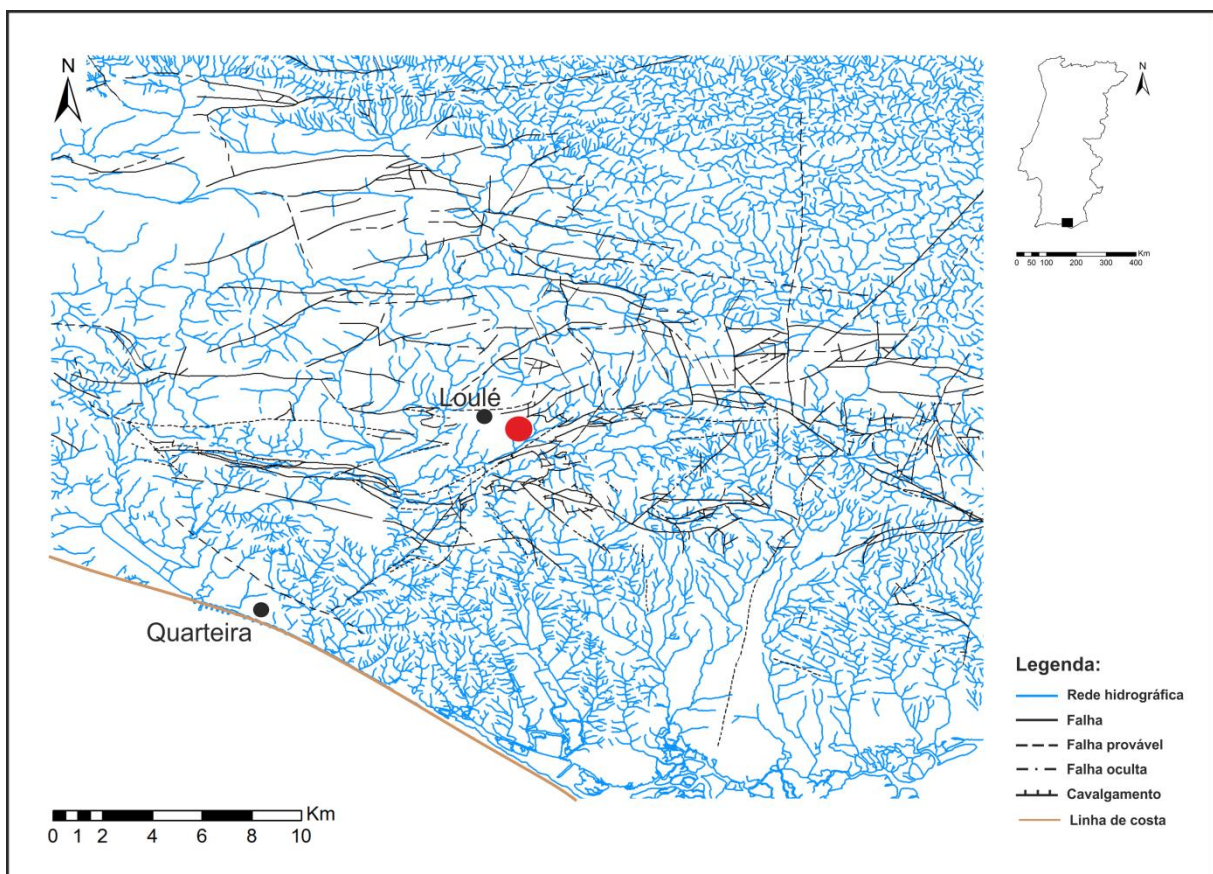 N
N
0 50 100 200 300 400 Km
Loulé
Quarteira
Legenda:
Rede hidrográfica
Falha
Falha provável
Falha oculta
Cavalgamento
Linha de costa
Km
0 1 2 4 6 8 10